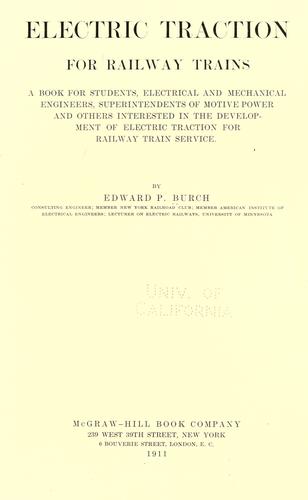 ELECTRIC TRACTION
FOR RAILWAY TRAINS
A BOOK FOR STUDENTS, ELECTRICAL AND MECHANICAL
ENGINEERS, SUPERINTENDENTS OF MOTIVE POWER
AND OTHERS INTERESTED IN THE DEVELOP-
MENT OF ELECTRIC TRACTION FOR
RAILWAY TRAIN SERVICE.
BY
EDWARD P. BURCH
CONSULTING ENGINEER; MEMBER NEW YORK RAILROAD CLUB; MEMBER AMERICAN INSTITUTE OF
ELECTRICAL ENGINEERS; LECTURER ON ELECTRIC RAILWAYS, UNIVERSITY OF MINNESOTA
UNIV. OF
CALIFORNIA
McGRAW-HILL BOOK COMPANY
239 WEST 39TH STREET, NEW YORK
6 BOUVERIE STREET, LONDON, E. C.
1911